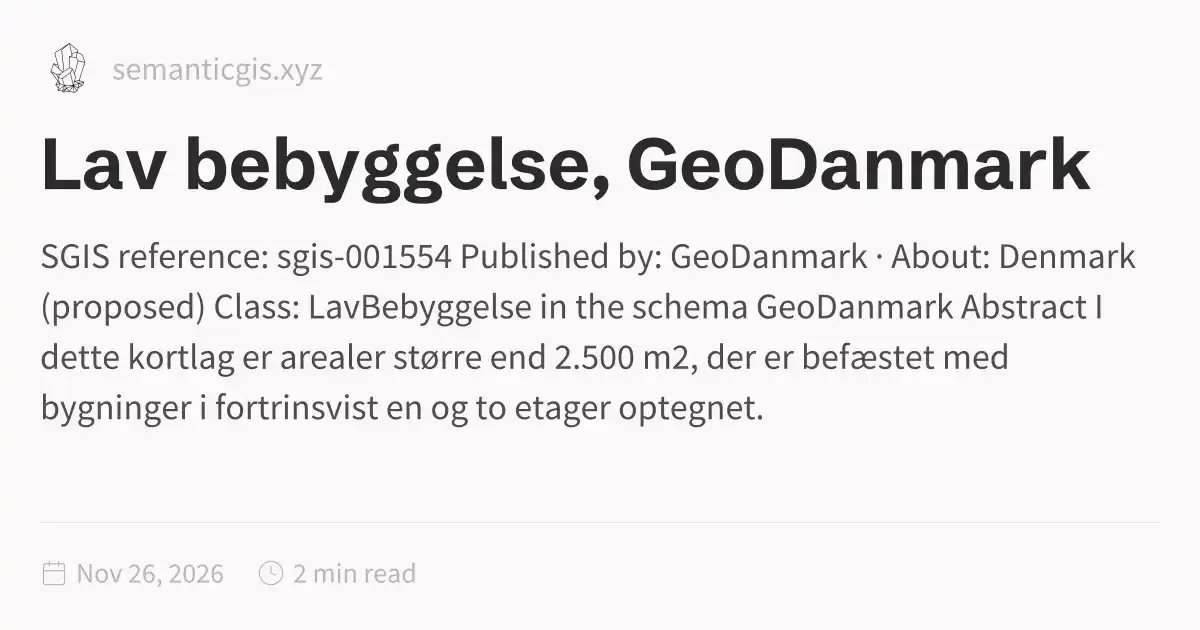 semanticgis.xyz
Lav bebyggelse, GeoDanmark
SGIS reference: sgis-001554 Published by: GeoDanmark · About: Denmark
(proposed) Class: LavBebyggelse in the schema GeoDanmark Abstract I
dette kortlag er arealer større end 2.500 m2, der er befæstet med
bygninger i fortrinsvist en og to etager optegnet.
Nov 26, 2026 2 min read